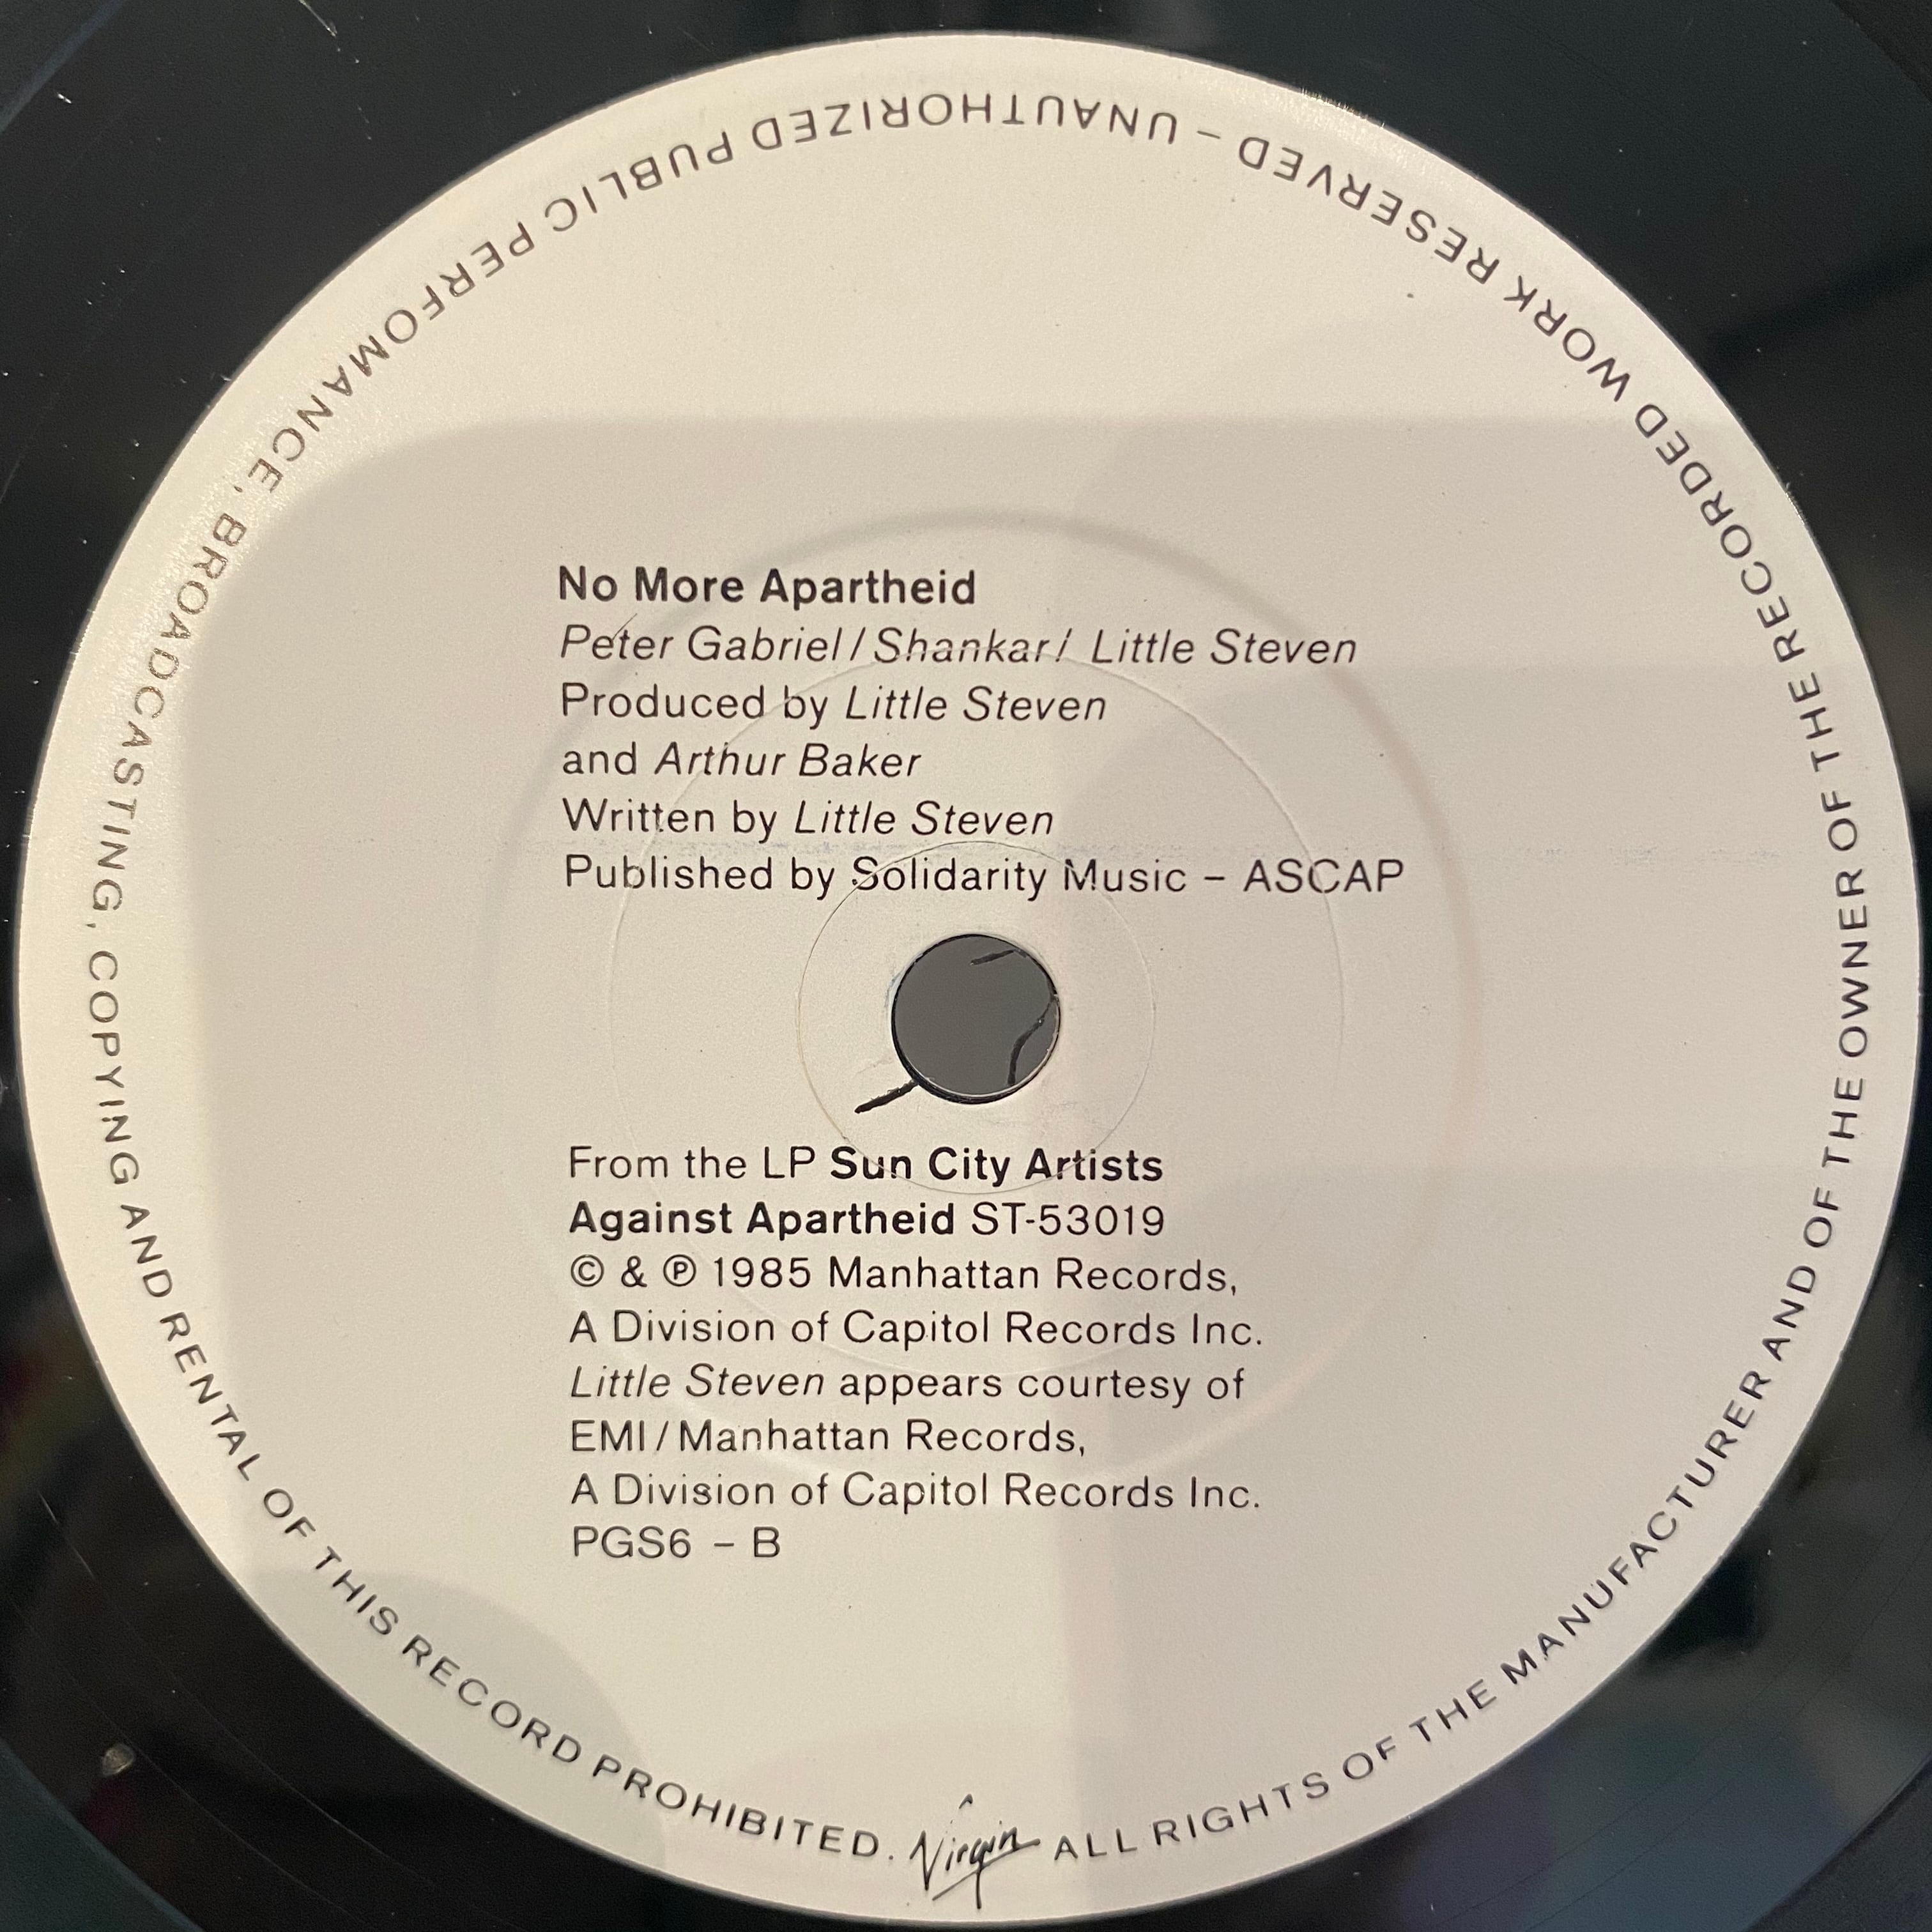 No More Apartheid
Peter Gabriel / Shankar / Little Steven
Produced by Little Steven
and Arthur Baker
Written by Little Steven
Published by Solidarity Music – ASCAP
From the LP Sun City Artists
Against Apartheid ST-53019
© & ℗ 1985 Manhattan Records,
A Division of Capitol Records Inc.
Little Steven appears courtesy of
EMI / Manhattan Records,
A Division of Capitol Records Inc.
PGS6 – B
Virgin
ALL RIGHTS OF THE MANUFACTURER AND OF THE OWNER OF THE RECORDED WORK RESERVED – UNAUTHORIZED PUBLIC PERFOMANCE, BROADCASTING, COPYING AND RENTAL OF THIS RECORD PROHIBITED.